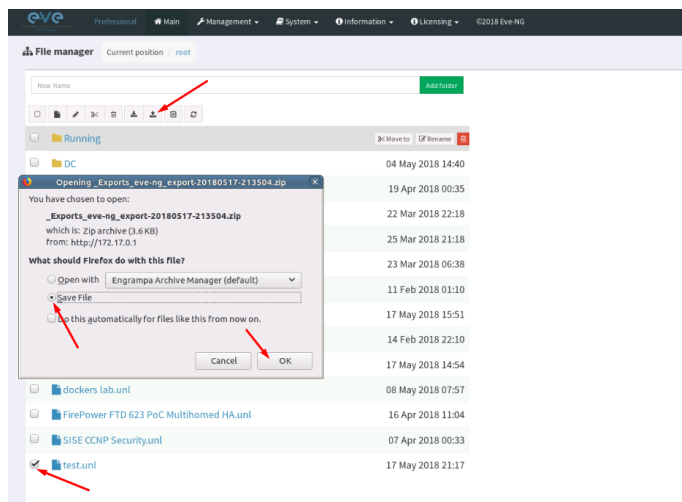 eve Professional Main Management System Information Licensing ©2018 Eve-NG
File manager Current position / root
New Name Add folder
Running Move to Rename
DC 04 May 2018 14:40
19 Apr 2018 00:35
22 Mar 2018 22:18
25 Mar 2018 21:18
23 Mar 2018 06:38
11 Feb 2018 01:10
17 May 2018 15:51
14 Feb 2018 22:10
17 May 2018 14:54
Opening _Exports_eve-ng_export-20180517-213504.zip
You have chosen to open:
_Exports_eve-ng_export-20180517-213504.zip
which is: Zip archive (3.6 KB)
from: http://172.17.0.1
What should Firefox do with this file?
Open with Engrampa Archive Manager (default)
Save File
Do this automatically for files like this from now on.
Cancel OK
dockers lab.unl 08 May 2018 07:57
FirePower FTD 623 PoC Multihomed HA.unl 16 Apr 2018 11:04
SISE CCNP Security.unl 07 Apr 2018 00:33
test.unl 17 May 2018 21:17